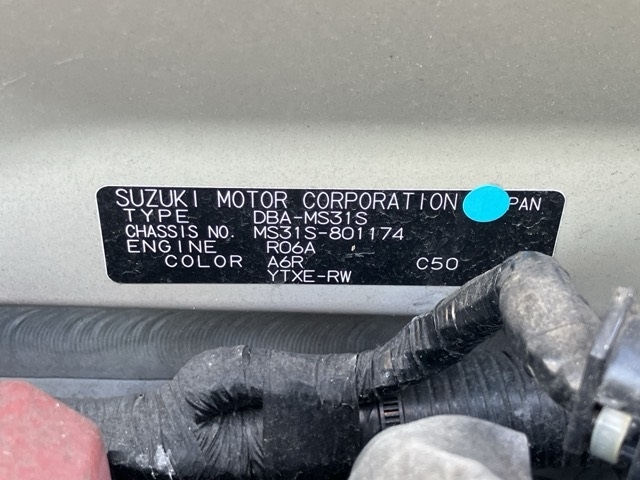 SUZUKI MOTOR CORPORATION PAN
TYPE DBA-MS31S
CHASSIS NO. MS31S-801174
ENGINE R06A
COLOR A6R C50
YTXE-RW